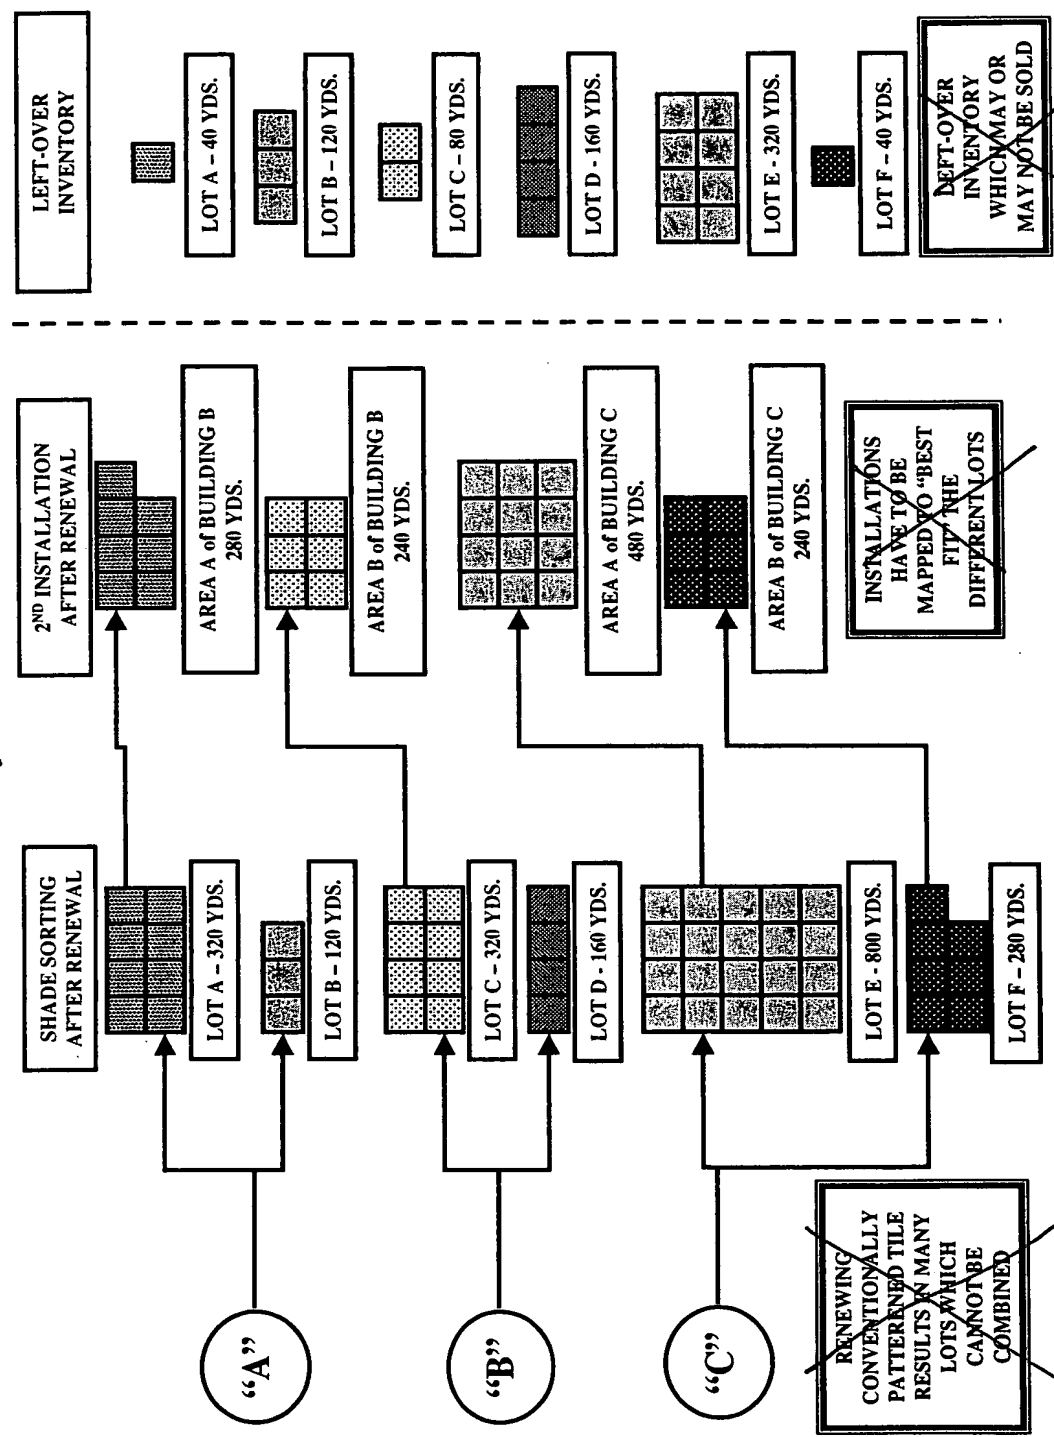 "A"
"B"
"C"
RENEWING
CONVENTIONALLY
PATTERENED TILE
RESULTS IN MANY
LOTS WHICH
CANNOT BE
COMBINED
SHADE SORTING
AFTER RENEWAL
LOT A – 320 YDS.
LOT B – 120 YDS.
LOT C – 320 YDS.
LOT D - 160 YDS.
LOT E - 800 YDS.
LOT F – 280 YDS.
2ND INSTALLATION
AFTER RENEWAL
AREA A of BUILDING B
280 YDS.
AREA B of BUILDING B
240 YDS.
AREA A of BUILDING C
480 YDS.
AREA B of BUILDING C
240 YDS.
INSTALLATIONS
HAVE TO BE
MAPPED TO "BEST
FIT" THE
DIFFERENT LOTS
LEFT-OVER
INVENTORY
LOT A – 40 YDS.
LOT B – 120 YDS.
LOT C – 80 YDS.
LOT D - 160 YDS.
LOT E - 320 YDS.
LOT F – 40 YDS.
LEFT-OVER
INVENTORY
WHICH MAY OR
MAY NOT BE SOLD